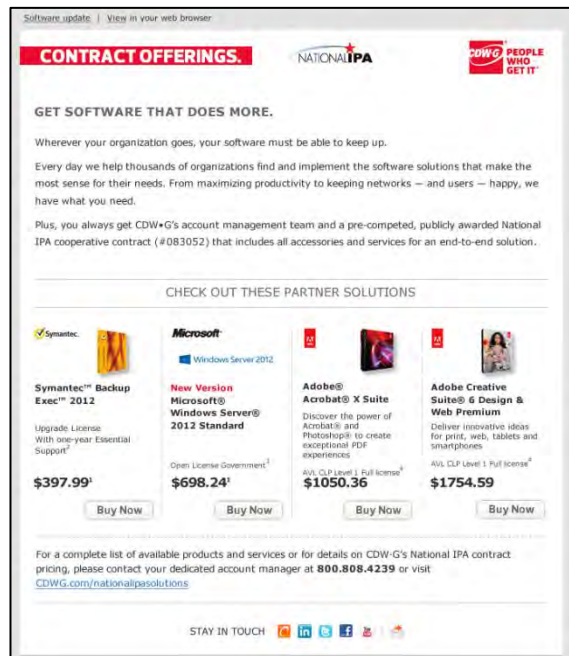 Software update | View in your web browser
CONTRACT OFFERINGS.
NATIONAL IPA
CDW·G PEOPLE
WHO
GET IT
GET SOFTWARE THAT DOES MORE.
Wherever your organization goes, your software must be able to keep up.
Every day we help thousands of organizations find and implement the software solutions that make the
most sense for their needs. From maximizing productivity to keeping networks — and users — happy, we
have what you need.
Plus, you always get CDW•G's account management team and a pre-competed, publicly awarded National
IPA cooperative contract (#083052) that includes all accessories and services for an end-to-end solution.
CHECK OUT THESE PARTNER SOLUTIONS
Symantec.
Symantec™ Backup
Exec™ 2012
Upgrade License
With one-year Essential
Support²
$397.99¹
Buy Now
Microsoft
Windows Server 2012
New Version
Microsoft®
Windows Server®
2012 Standard
Open License Government³
$698.24¹
Buy Now
Adobe®
Acrobat® X Suite
Discover the power of
Acrobat® and
Photoshop® to create
exceptional PDF
experiences
AVL CLP Level 1 Full license⁴
$1050.36
Buy Now
Adobe Creative
Suite® 6 Design &
Web Premium
Deliver innovative ideas
for print, web, tablets and
smartphones
AVL CLP Level 1 Full license⁴
$1754.59
Buy Now
For a complete list of available products and services or for details on CDW·G's National IPA contract
pricing, please contact your dedicated account manager at 800.808.4239 or visit
CDWG.com/nationalipasolutions
STAY IN TOUCH